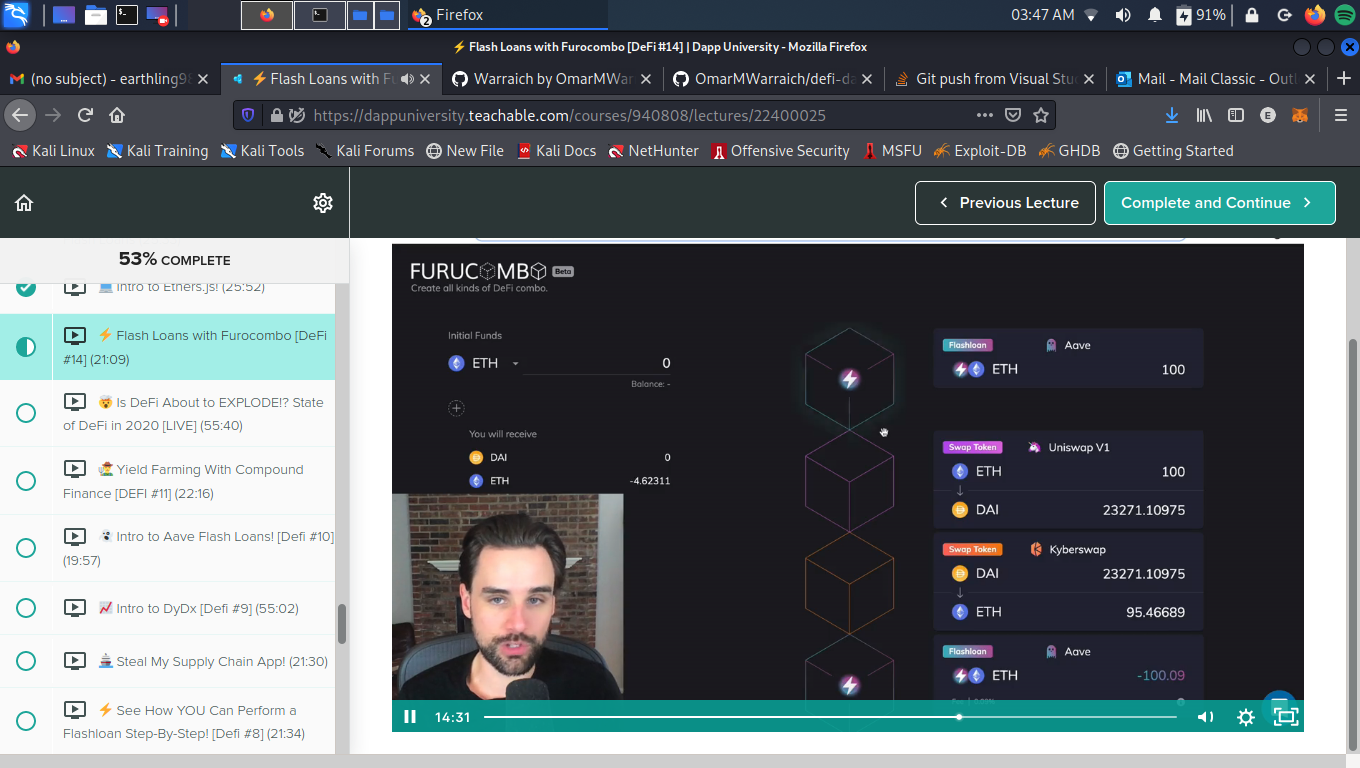 Firefox
2
03:47 AM
91%
⚡ Flash Loans with Furocombo [DeFi #14] | Dapp University - Mozilla Firefox
(no subject) - earthling98
⚡ Flash Loans with Fu
Warraich by OmarMWar
OmarMWarraich/defi-da
Git push from Visual Stud
Mail - Mail Classic - Outl
https://dappuniversity.teachable.com/courses/940808/lectures/22400025
E
Kali Linux
Kali Training
Kali Tools
Kali Forums
New File
Kali Docs
NetHunter
Offensive Security
MSFU
Exploit-DB
GHDB
Getting Started
Previous Lecture
Complete and Continue
53% COMPLETE
Intro to Ethers.js! (25:52)
⚡ Flash Loans with Furocombo [DeFi
#14] (21:09)
🤯 Is DeFi About to EXPLODE!? State
of DeFi in 2020 [LIVE] (55:40)
Yield Farming With Compound
Finance [DEFI #11] (22:16)
Intro to Aave Flash Loans! [Defi #10]
(19:57)
📈 Intro to DyDx [Defi #9] (55:02)
🚢 Steal My Supply Chain App! (21:30)
⚡ See How YOU Can Perform a
Flashloan Step-By-Step! [Defi #8] (21:34)
FURUCOMBO Beta
Create all kinds of DeFi combo.
Initial Funds
ETH 0
Balance: -
You will receive
DAI 0
ETH -4.62311
Flashloan Aave
ETH 100
Swap Token Uniswap V1
ETH 100
DAI 23271.10975
Swap Token Kyberswap
DAI 23271.10975
ETH 95.46689
Flashloan Aave
ETH -100.09
14:31